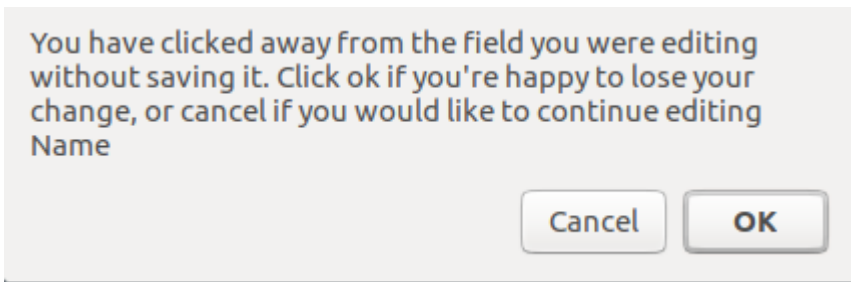 You have clicked away from the field you were editing
without saving it. Click ok if you're happy to lose your
change, or cancel if you would like to continue editing
Name
Cancel
OK